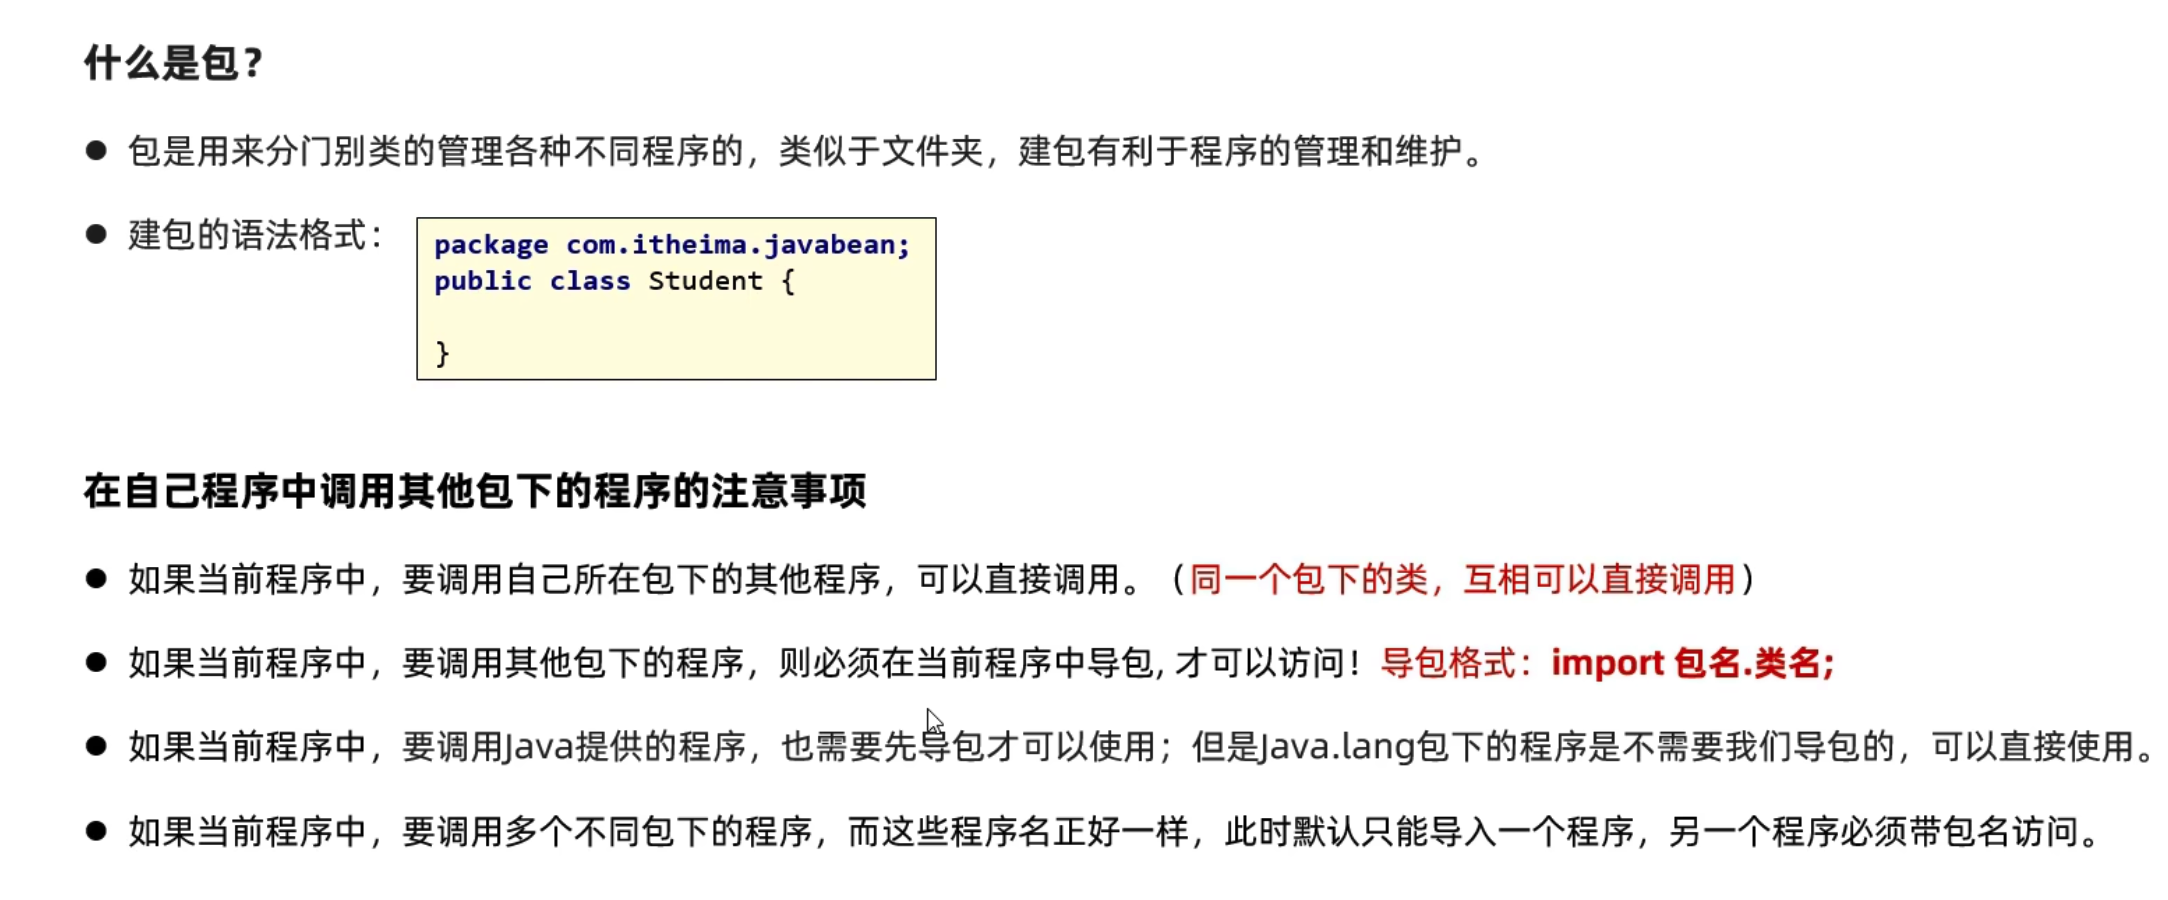 什么是包？
● 包是用来分门别类的管理各种不同程序的，类似于文件夹，建包有利于程序的管理和维护。
● 建包的语法格式：
package com.itheima.javabean;
public class Student {
}
在自己程序中调用其他包下的程序的注意事项
● 如果当前程序中，要调用自己所在包下的其他程序，可以直接调用。（同一个包下的类，互相可以直接调用）
● 如果当前程序中，要调用其他包下的程序，则必须在当前程序中导包, 才可以访问！导包格式：import 包名.类名;
● 如果当前程序中，要调用Java提供的程序，也需要先导包才可以使用；但是Java.lang包下的程序是不需要我们导包的，可以直接使用。
● 如果当前程序中，要调用多个不同包下的程序，而这些程序名正好一样，此时默认只能导入一个程序，另一个程序必须带包名访问。